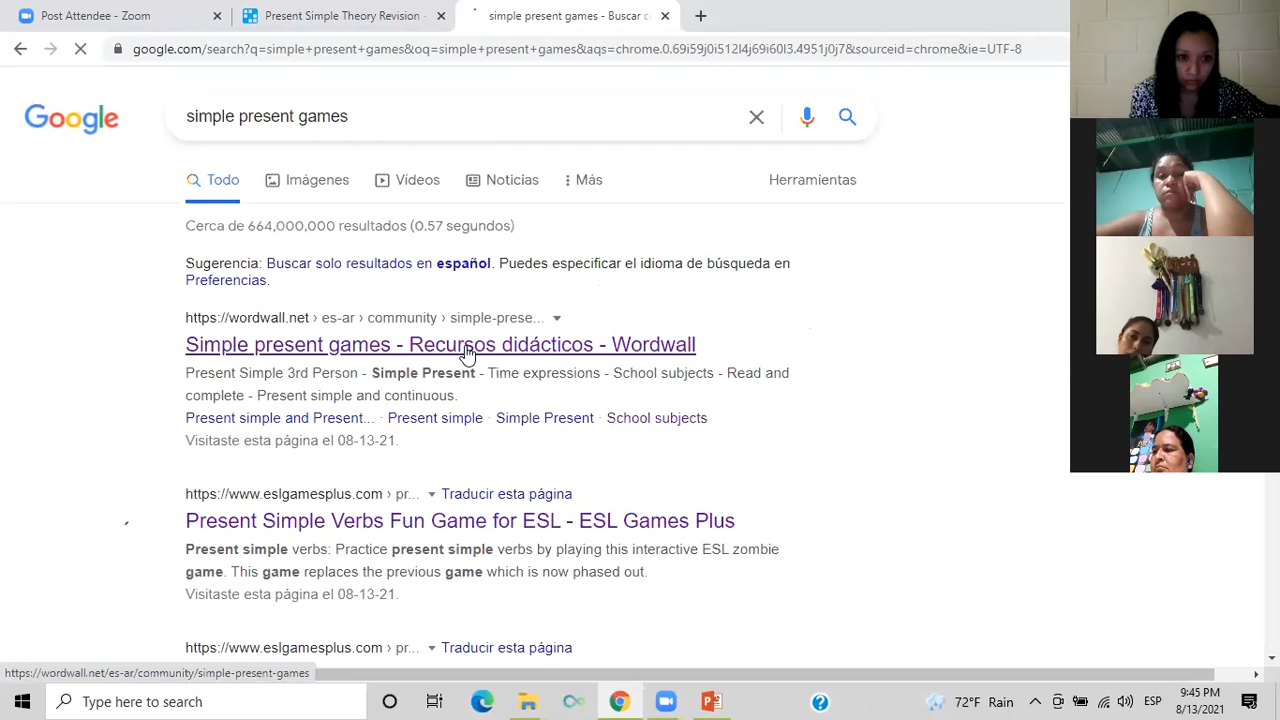 Post Attendee - Zoom
Present Simple Theory Revision -
simple present games - Buscar c
google.com/search?q=simple+present+games&oq=simple+present+games&aqs=chrome.0.69i59j0i512l4j69i60l3.4951j0j7&sourceid=chrome&ie=UTF-8
Google
simple present games
Todo Imágenes Vídeos Noticias Más Herramientas
Cerca de 664,000,000 resultados (0.57 segundos)
Sugerencia: Buscar solo resultados en español. Puedes especificar el idioma de búsqueda en
Preferencias.
https://wordwall.net › es-ar › community › simple-prese...
Simple present games - Recursos didácticos - Wordwall
Present Simple 3rd Person - Simple Present - Time expressions - School subjects - Read and
complete - Present simple and continuous.
Present simple and Present... · Present simple · Simple Present · School subjects
Visitaste esta página el 08-13-21.
https://www.eslgamesplus.com › pr... Traducir esta página
Present Simple Verbs Fun Game for ESL - ESL Games Plus
Present simple verbs: Practice present simple verbs by playing this interactive ESL zombie
game. This game replaces the previous game which is now phased out.
Visitaste esta página el 08-13-21.
https://www.eslgamesplus.com › pr... Traducir esta página
https://wordwall.net/es-ar/community/simple-present-games
Type here to search
72°F Rain
ESP
9:45 PM
8/13/2021